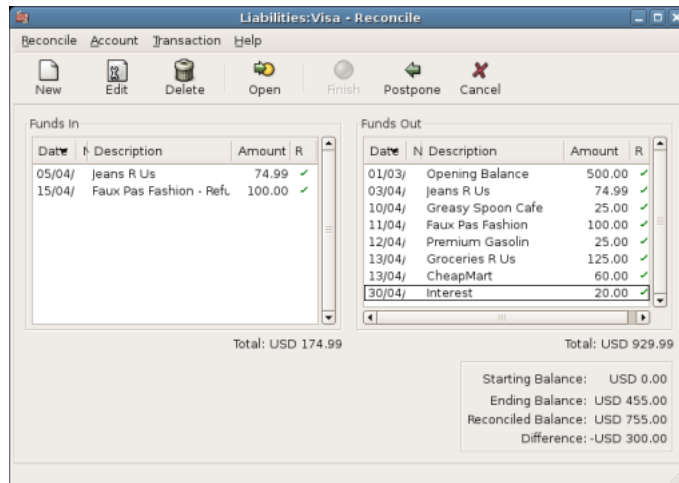 Liabilities:Visa - Reconcile
Reconcile Account Transaction Help
New Edit Delete Open Finish Postpone Cancel
Funds In
Date N Description Amount R
05/04/ Jeans R Us 74.99 ✓
15/04/ Faux Pas Fashion - Refu 100.00 ✓
Total: USD 174.99
Funds Out
Date N Description Amount R
01/03/ Opening Balance 500.00 ✓
03/04/ Jeans R Us 74.99 ✓
10/04/ Greasy Spoon Cafe 25.00 ✓
11/04/ Faux Pas Fashion 100.00 ✓
12/04/ Premium Gasolin 25.00 ✓
13/04/ Groceries R Us 125.00 ✓
13/04/ CheapMart 60.00 ✓
30/04/ Interest 20.00 ✓
Total: USD 929.99
Starting Balance: USD 0.00
Ending Balance: USD 455.00
Reconciled Balance: USD 755.00
Difference: -USD 300.00